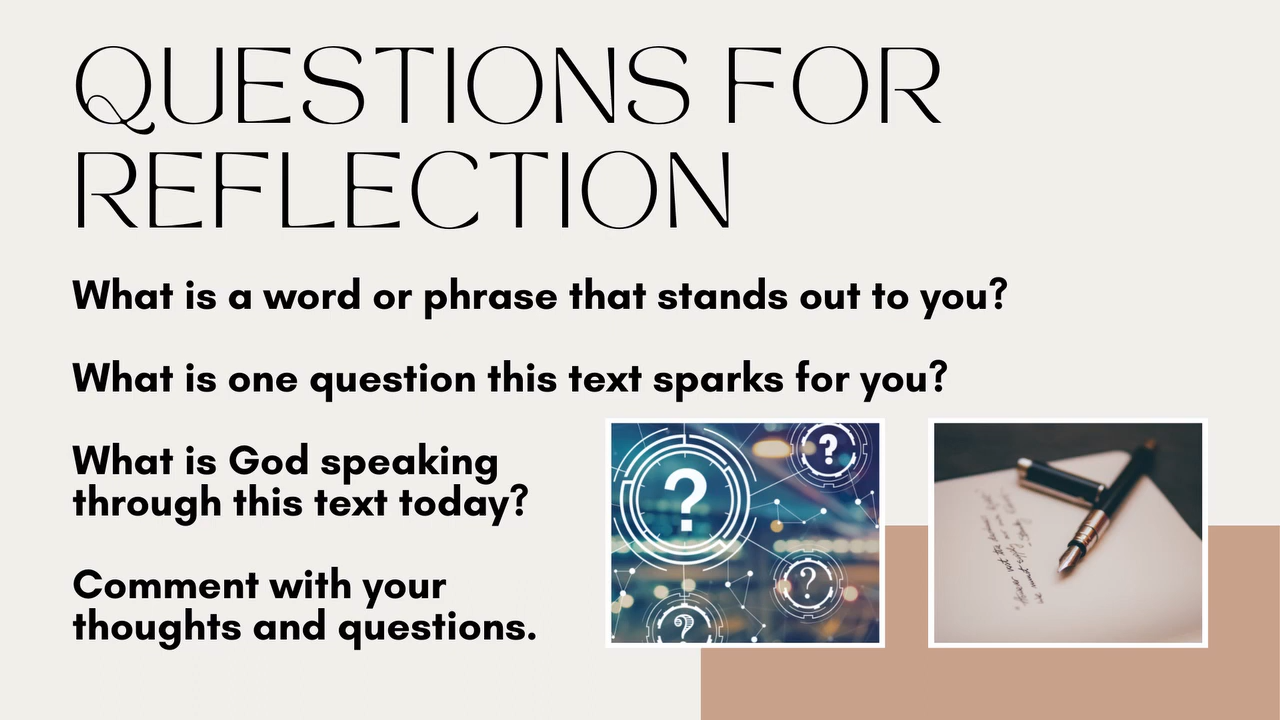 QUESTIONS FOR
REFLECTION
What is a word or phrase that stands out to you?
What is one question this text sparks for you?
What is God speaking
through this text today?
Comment with your
thoughts and questions.
?
?
?
?